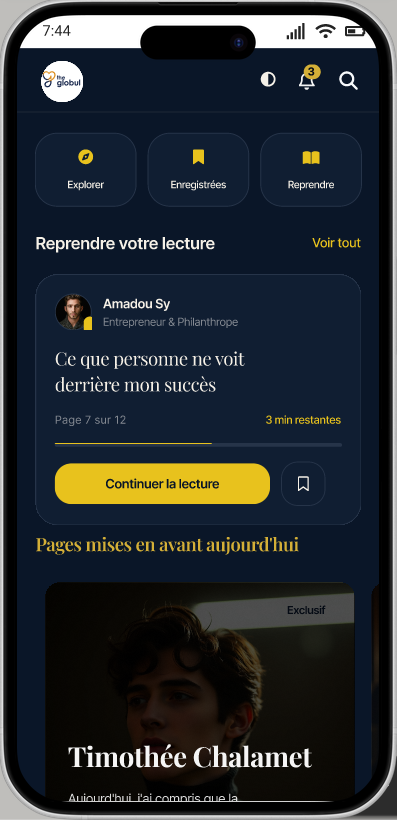 7:44
the
globul
3
Explorer
Enregistrées
Reprendre
Reprendre votre lecture
Voir tout
Amadou Sy
Entrepreneur & Philanthrope
Ce que personne ne voit
derrière mon succès
Page 7 sur 12
3 min restantes
Continuer la lecture
Pages mises en avant aujourd'hui
Exclusif
Timothée Chalamet
Aujourd'hui, j'ai compris que la